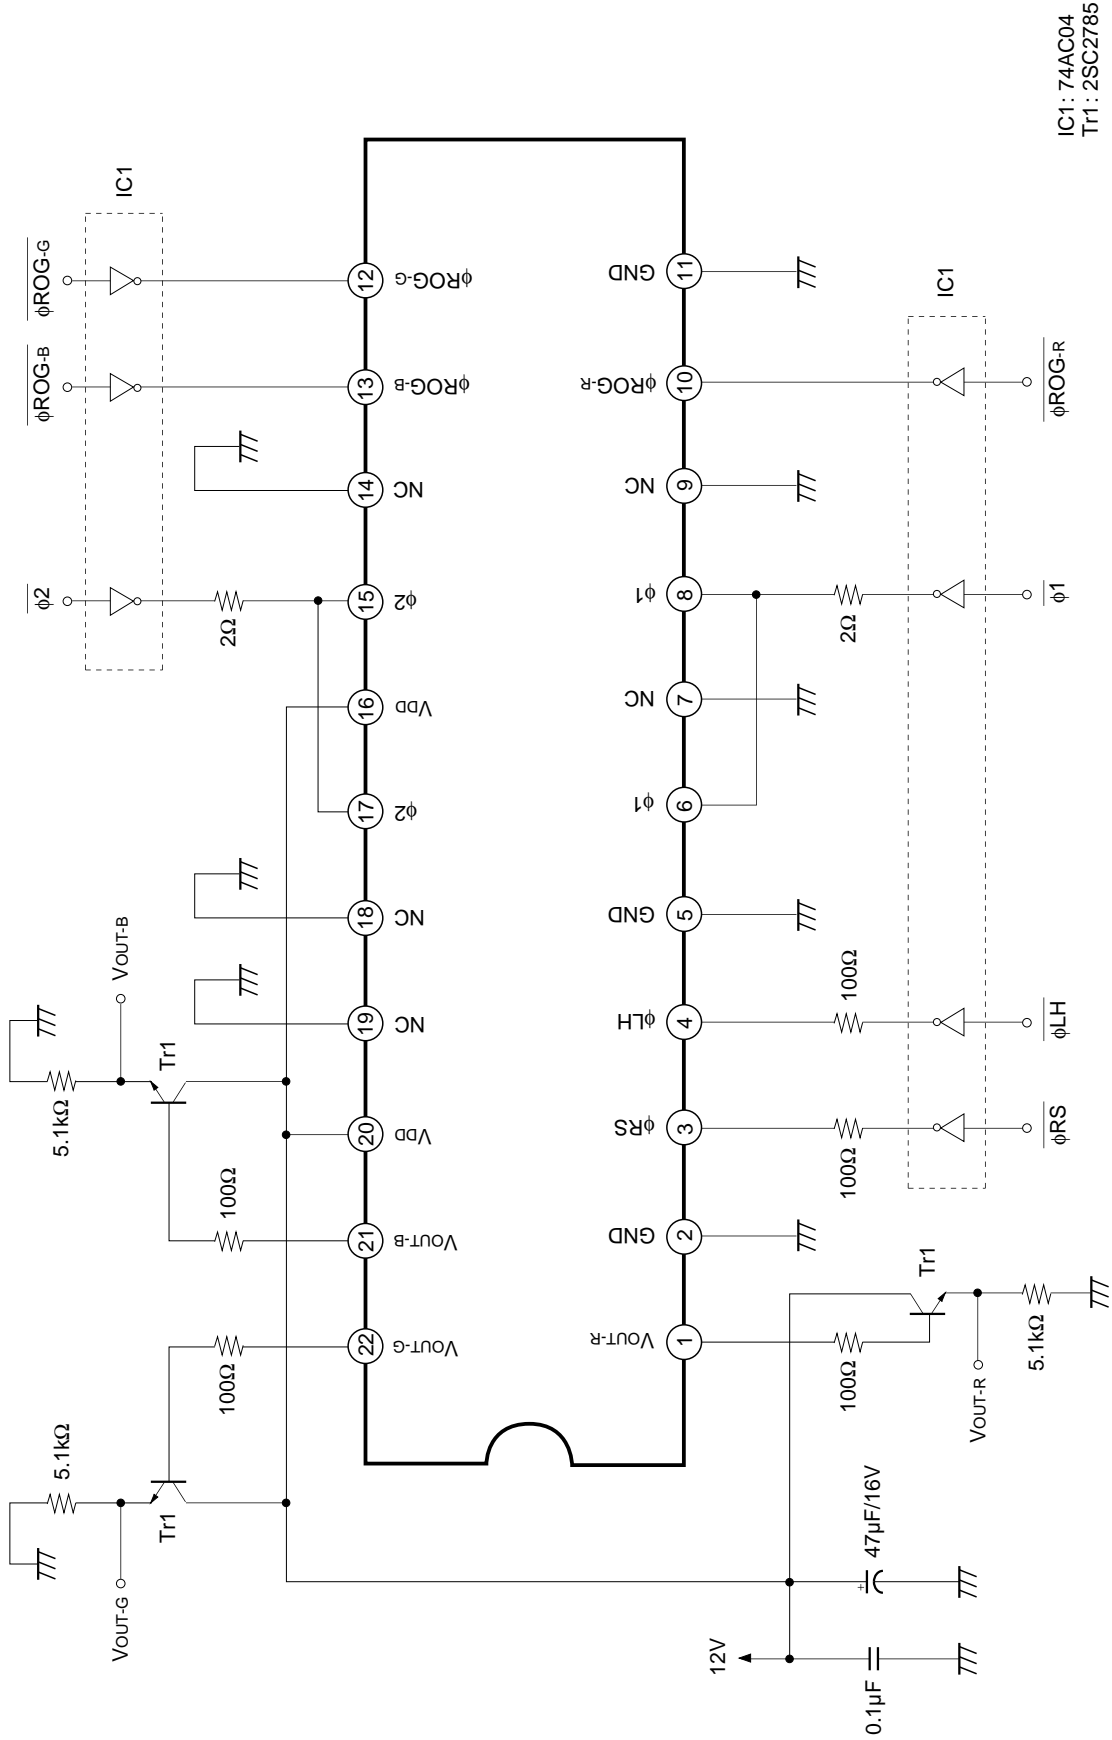 IC1 : 74AC04
Tr1 : 2SC2785
φROG-G
φROG-B
φ2
IC1
2Ω
VOUT-B
5.1kΩ
Tr1
100Ω
100Ω
5.1kΩ
Tr1
VOUT-G
12 φROG-G
13 φROG-B
14 NC
15 φ2
16 VDD
17 φ2
18 NC
19 NC
20 VDD
21 VOUT-B
22 VOUT-G
11 GND
10 φROG-R
9 NC
8 φ1
7 NC
6 φ1
5 GND
4 φLH
3 φRS
2 GND
1 VOUT-R
IC1
φROG-R
2Ω
φ1
100Ω
φLH
100Ω
φRS
Tr1
100Ω
VOUT-R
5.1kΩ
12V
+
47μF/16V
0.1μF